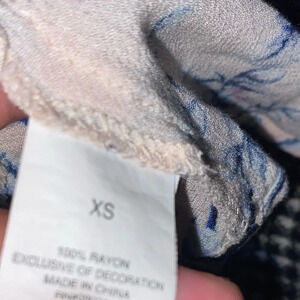 XS
100% RAYON
EXCLUSIVE OF DECORATION
MADE IN CHINA